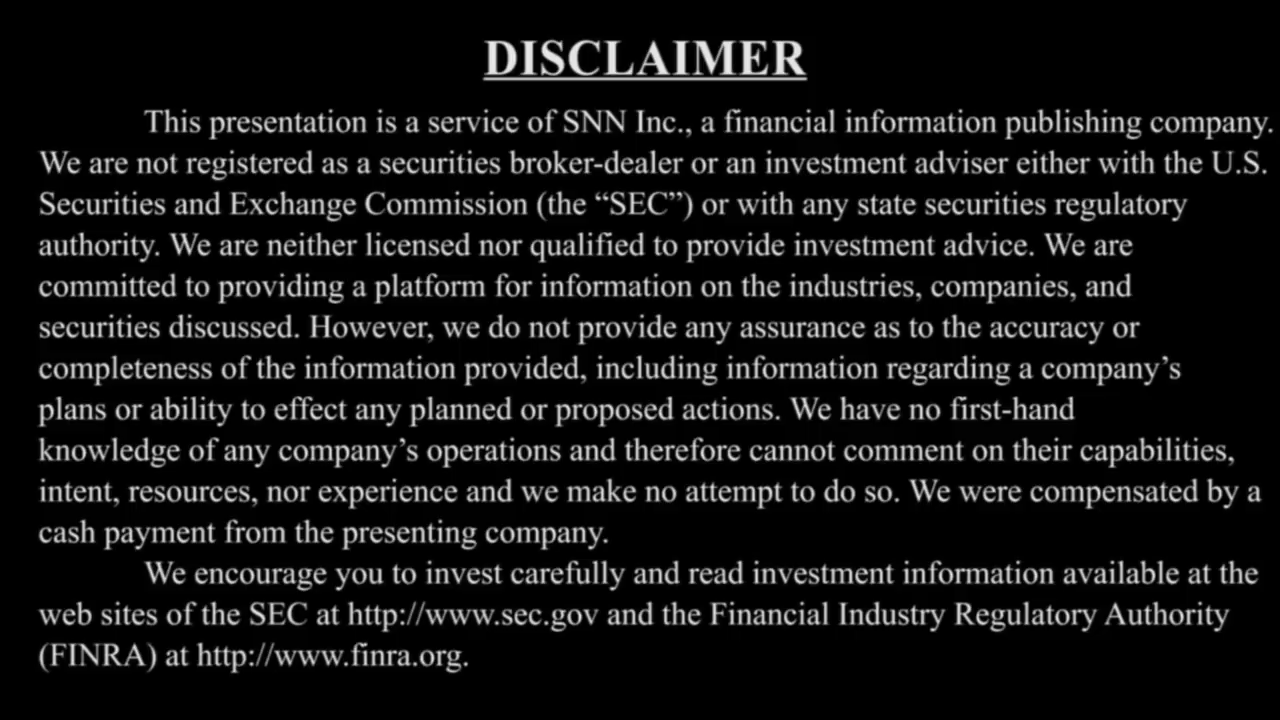 DISCLAIMER
This presentation is a service of SNN Inc., a financial information publishing company.
We are not registered as a securities broker-dealer or an investment adviser either with the U.S.
Securities and Exchange Commission (the “SEC”) or with any state securities regulatory
authority. We are neither licensed nor qualified to provide investment advice. We are
committed to providing a platform for information on the industries, companies, and
securities discussed. However, we do not provide any assurance as to the accuracy or
completeness of the information provided, including information regarding a company’s
plans or ability to effect any planned or proposed actions. We have no first-hand
knowledge of any company’s operations and therefore cannot comment on their capabilities,
intent, resources, nor experience and we make no attempt to do so. We were compensated by a
cash payment from the presenting company.
We encourage you to invest carefully and read investment information available at the
web sites of the SEC at http://www.sec.gov and the Financial Industry Regulatory Authority
(FINRA) at http://www.finra.org.